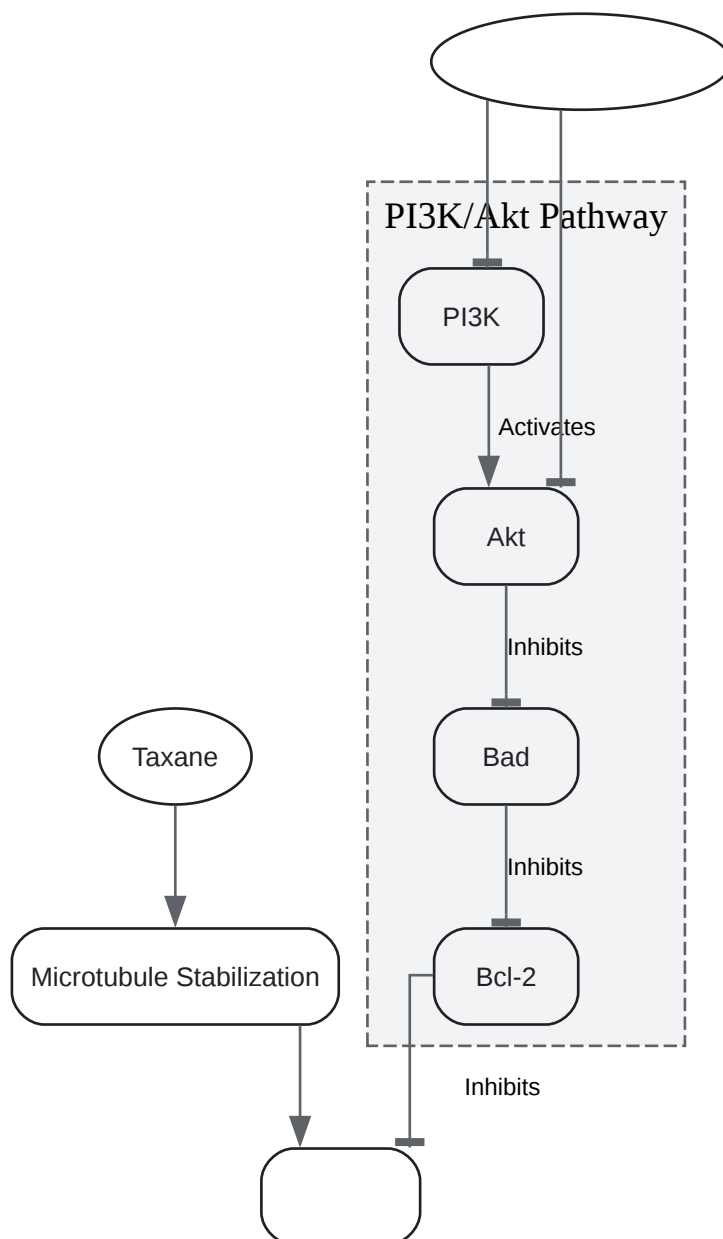 PI3K/Akt Pathway
PI3K
Activates
Akt
Inhibits
Taxane
Bad
Inhibits
Microtubule Stabilization
Bcl-2
Inhibits